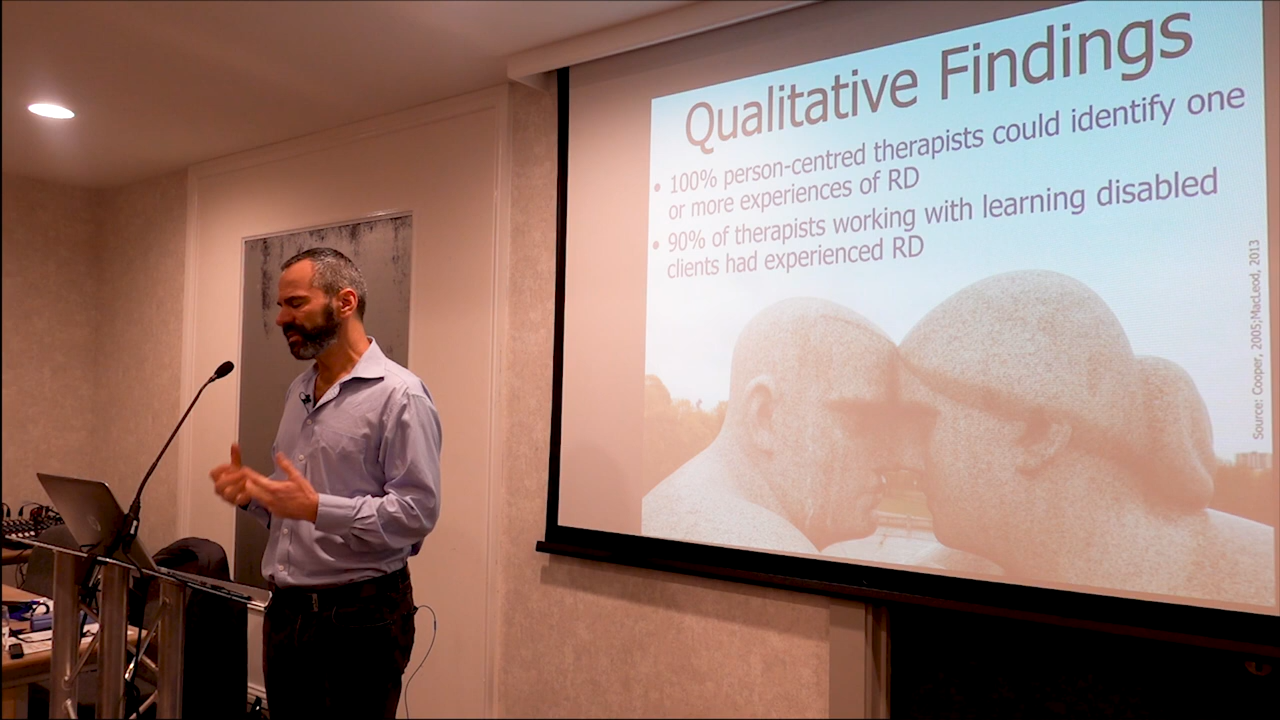 Qualitative Findings
• 100% person-centred therapists could identify one
or more experiences of RD
• 90% of therapists working with learning disabled
clients had experienced RD
Source: Cooper, 2005;MacLeod, 2013